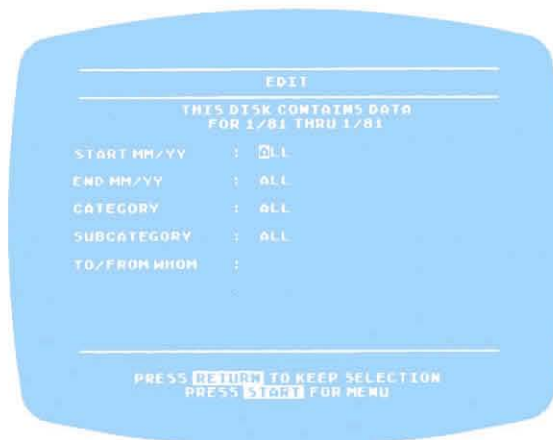 EDIT
THIS DISK CONTAINS DATA
FOR 1/81 THRU 1/81
START MM/YY : ALL
END MM/YY : ALL
CATEGORY : ALL
SUBCATEGORY : ALL
TO/FROM WHOM :
PRESS RETURN TO KEEP SELECTION
PRESS START FOR MENU